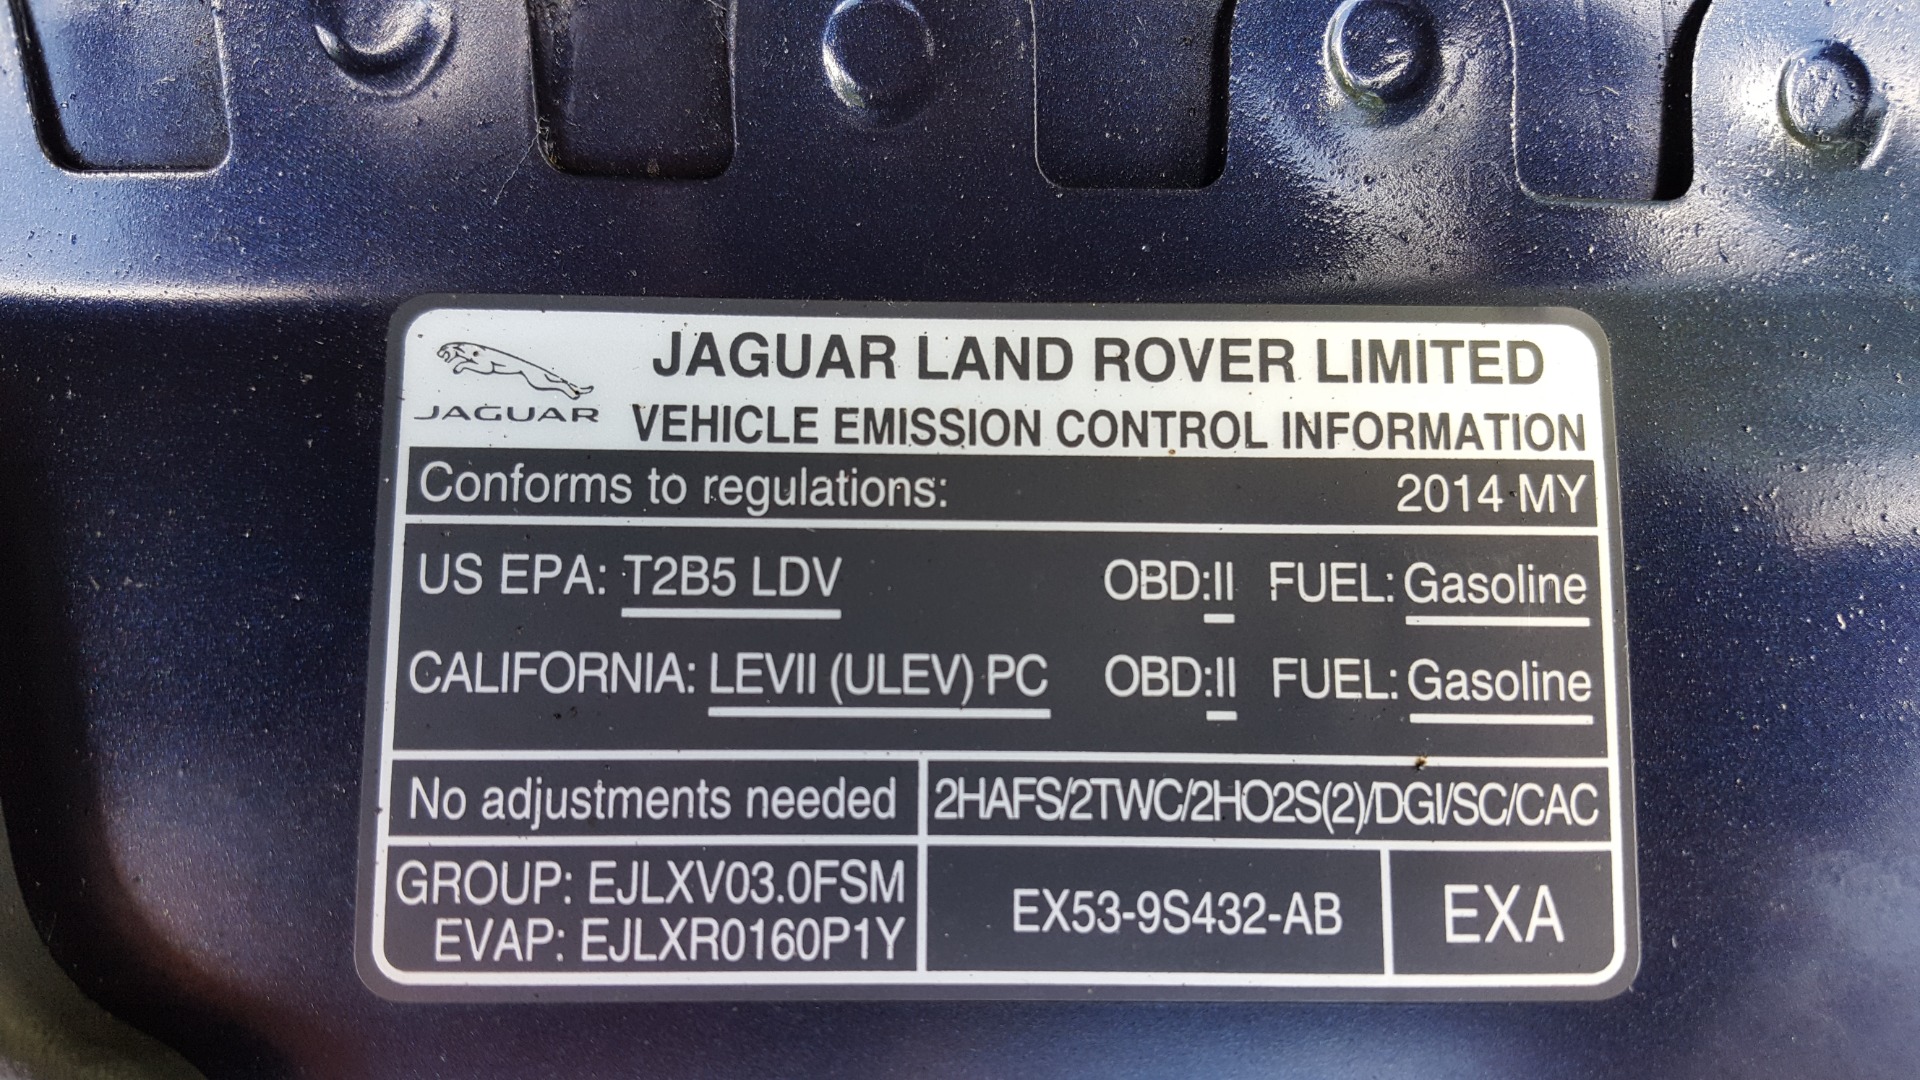 JAGUAR LAND ROVER LIMITED
JAGUAR
VEHICLE EMISSION CONTROL INFORMATION
Conforms to regulations: 2014 MY
US EPA: T2B5 LDV OBD:II FUEL: Gasoline
CALIFORNIA: LEVII (ULEV) PC OBD:II FUEL: Gasoline
No adjustments needed 2HAFS/2TWC/2HO2S(2)/DGI/SC/CAC
GROUP: EJLXV03.0FSM
EVAP: EJLXR0160P1Y
EX53-9S432-AB
EXA